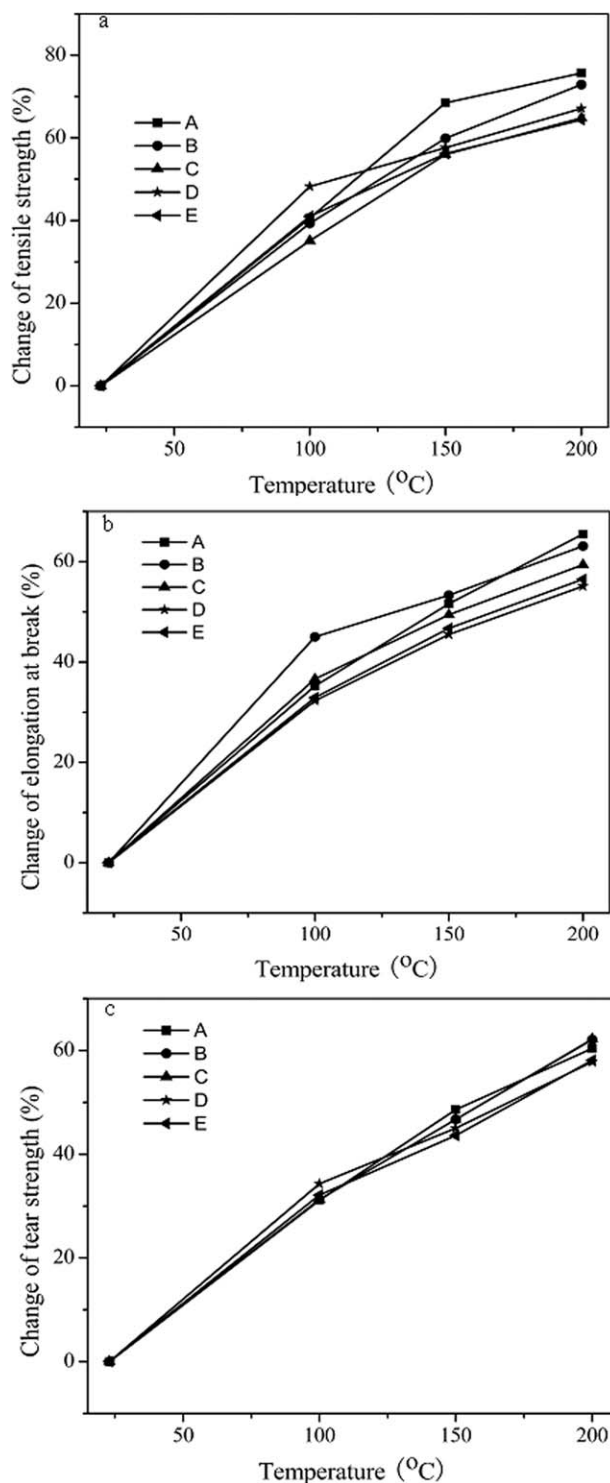 a
Change of tensile strength (%)
80
60
40
20
0
A
B
C
D
E
50
100
150
200
Temperature (°C)
b
Change of elongation at break (%)
60
40
20
0
A
B
C
D
E
50
100
150
200
Temperature (°C)
c
Change of tear strength (%)
60
40
20
0
A
B
C
D
E
50
100
150
200
Temperature (°C)